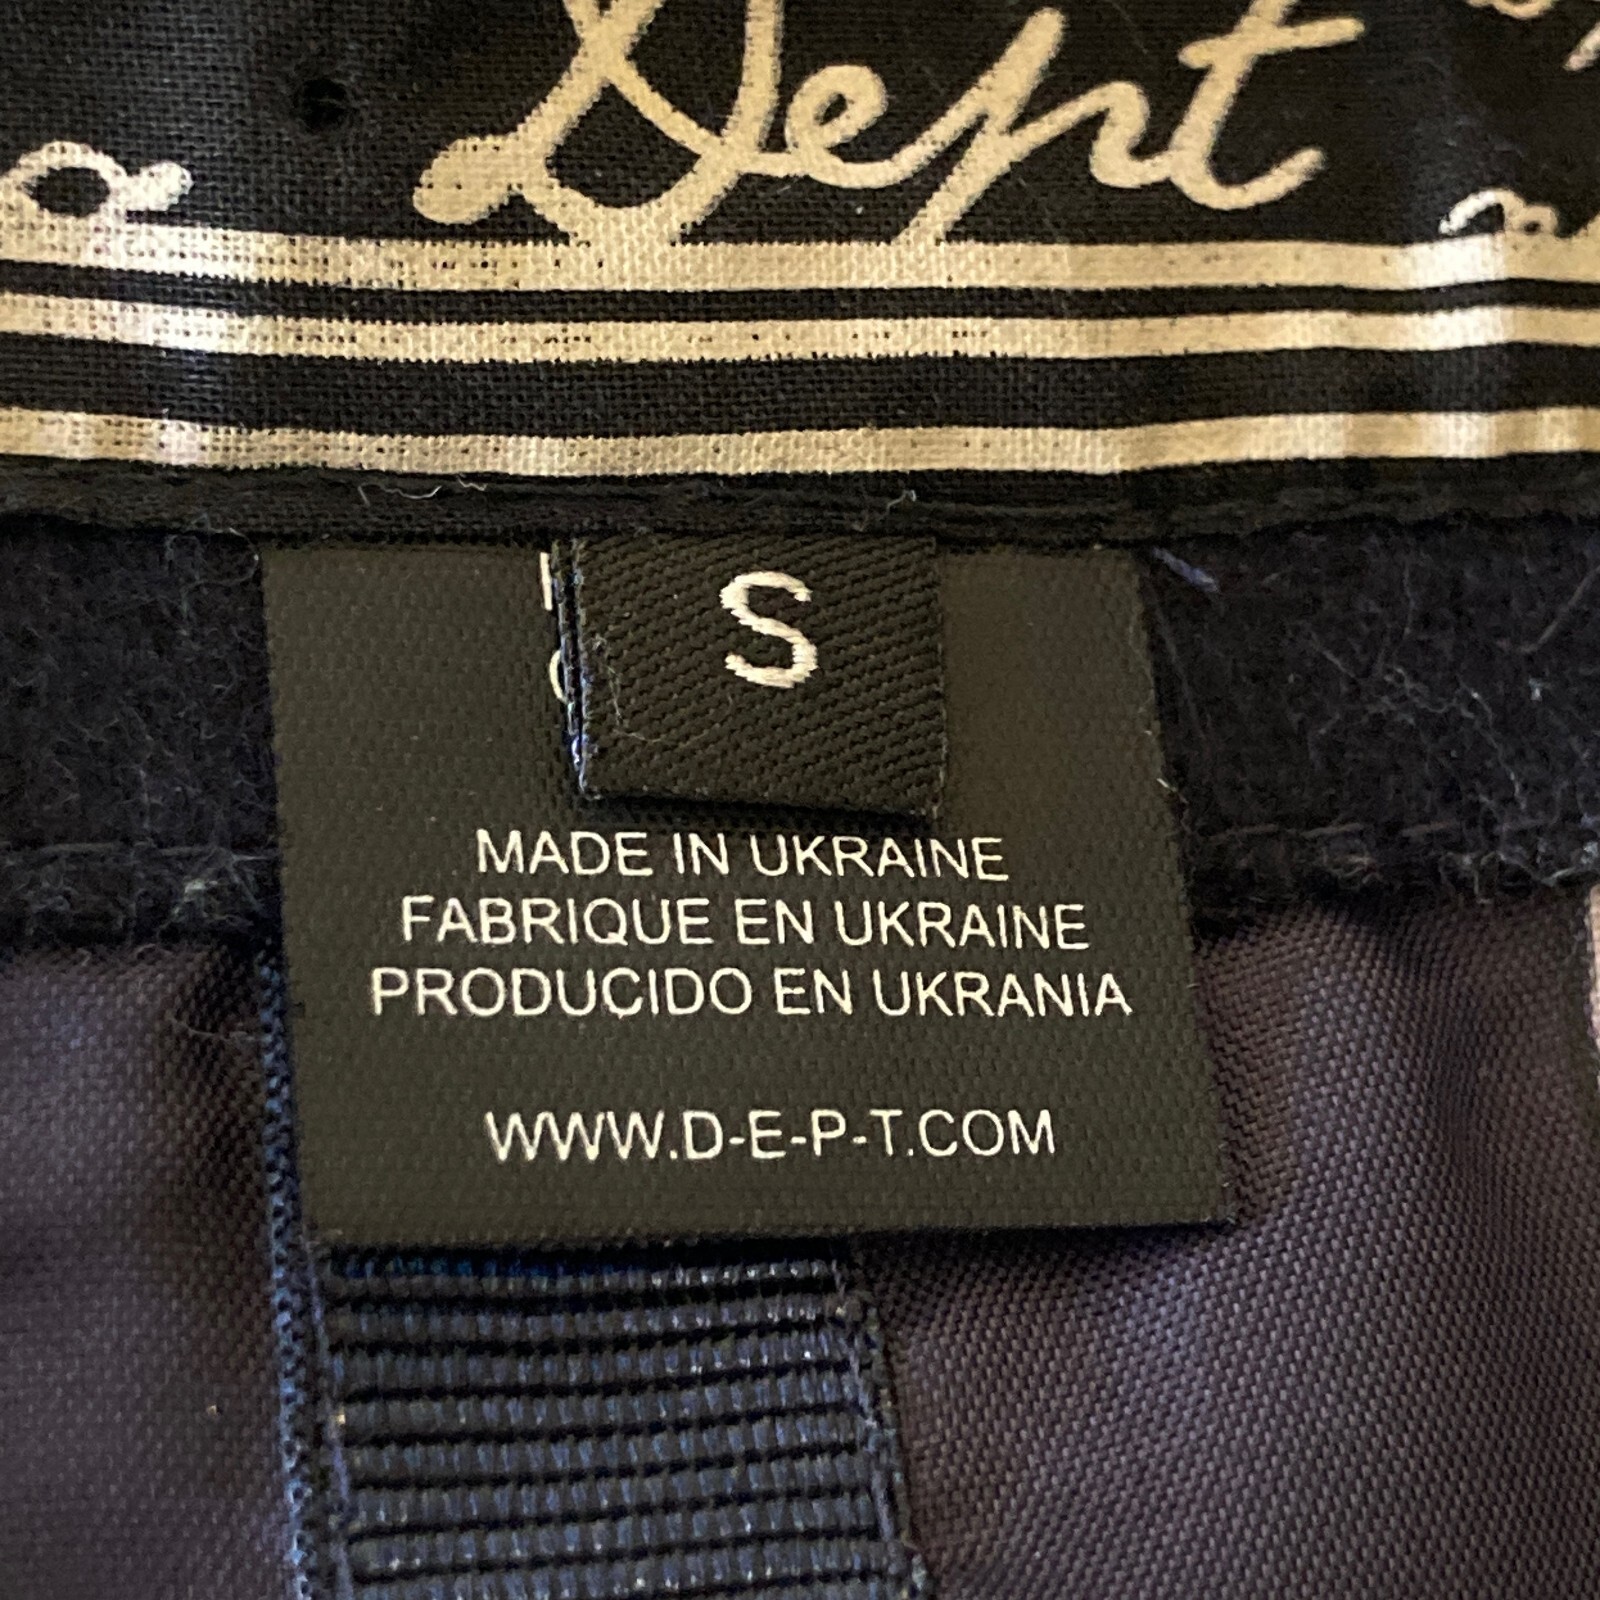 Dept
S
MADE IN UKRAINE
FABRIQUE EN UKRAINE
PRODUCIDO EN UKRANIA
WWW.D-E-P-T.COM